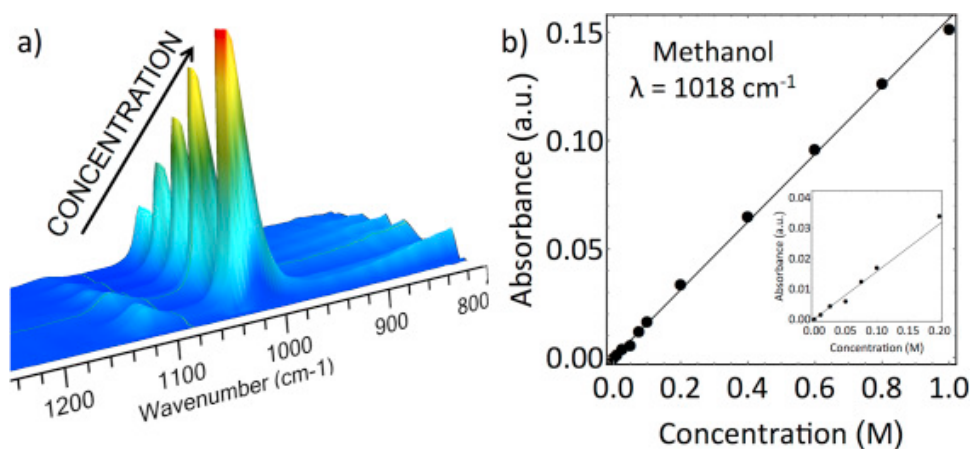 a)
CONCENTRATION
1200
1100
1000
900
800
Wavenumber (cm-1)
b)
Methanol
λ = 1018 cm-1
Absorbance (a.u.)
0.15
0.10
0.05
0.00
0.0
0.2
0.4
0.6
0.8
1.0
Concentration (M)
Absorbance (a.u.)
0.04
0.03
0.02
0.01
0.00
0.00
0.05
0.10
0.15
0.20
Concentration (M)